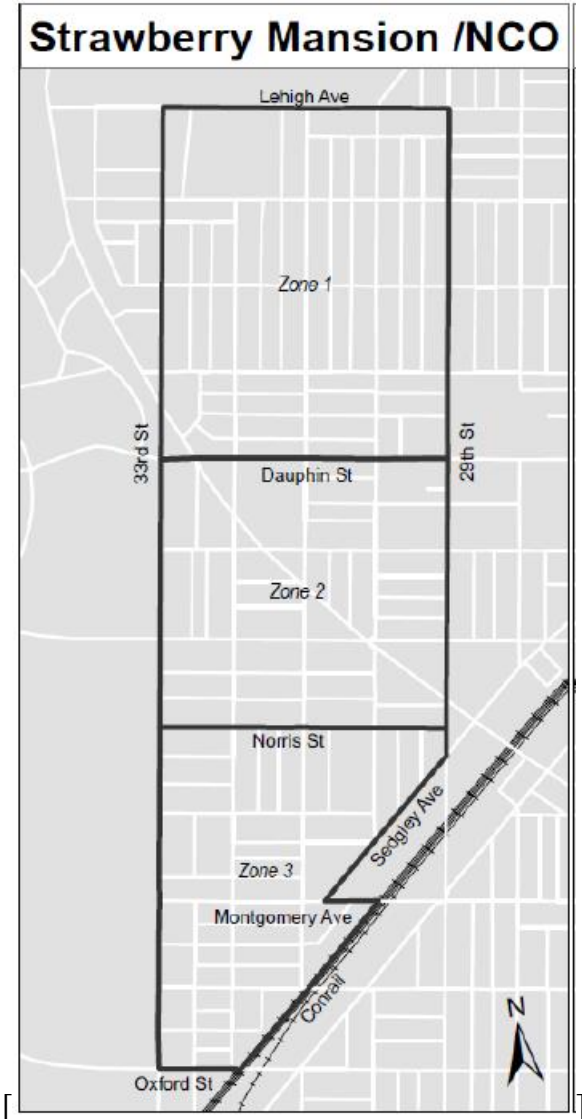 Strawberry Mansion /NCO
Lehigh Ave
Zone 1
33rd St
29th St
Dauphin St
Zone 2
Norris St
Sedgley Ave
Zone 3
Montgomery Ave
Conrail
N
Oxford St
[
]